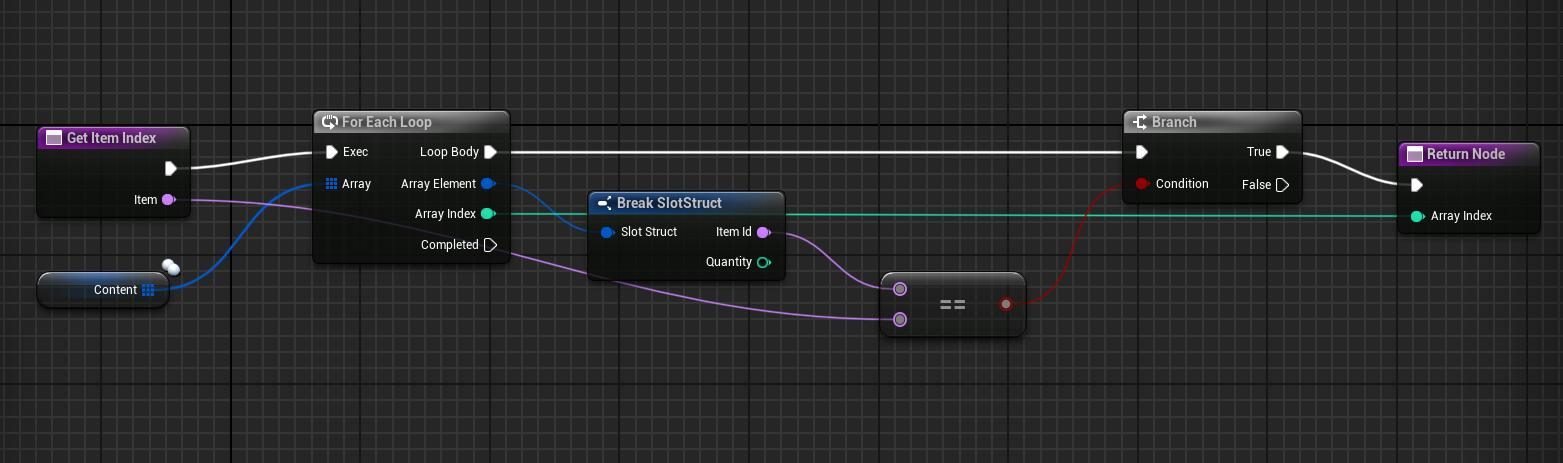 Get Item Index
Item
Content
For Each Loop
Exec
Loop Body
Array
Array Element
Array Index
Completed
Break SlotStruct
Slot Struct
Item Id
Quantity
==
Branch
True
Condition
False
Return Node
Array Index